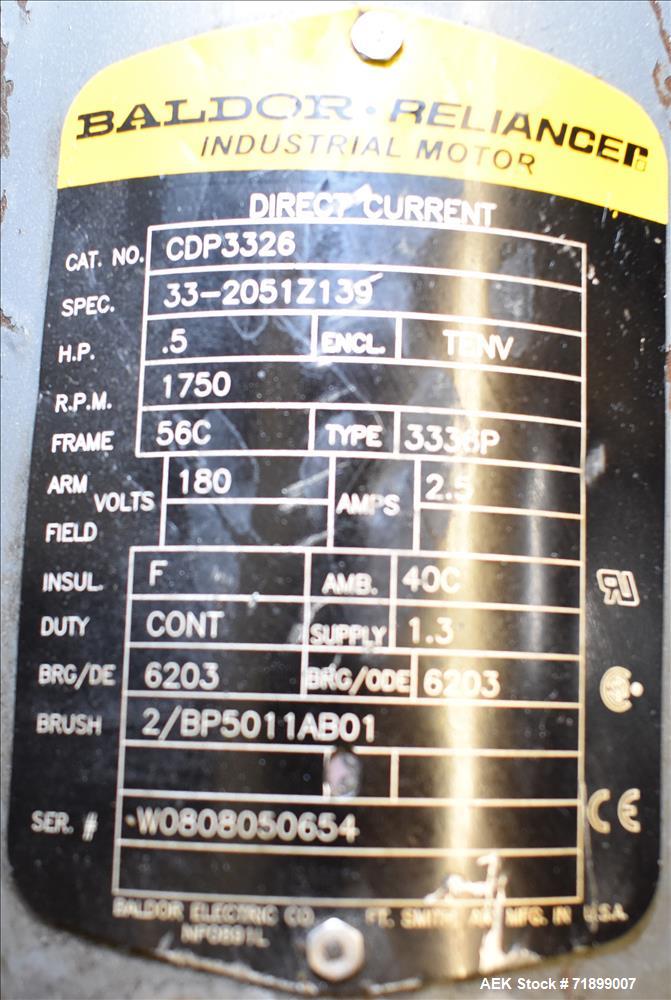 BALDOR · RELIANCER
INDUSTRIAL MOTOR
DIRECT CURRENT
CAT. NO. CDP3326
SPEC. 33-2051Z139
H.P. .5 ENCL. TENV
R.P.M. 1750
FRAME 56C TYPE 3336P
ARM VOLTS 180 AMPS 2.5
FIELD
INSUL. F AMB. 40C
DUTY CONT SUPPLY 1.3
BRG/DE 6203 BRG/ODE 6203
BRUSH 2/BP5011AB01
SER. # W0808050654
CE
BALDOR ELECTRIC CO. FT. SMITH, AR MFG. IN U.S.A.
AEK Stock # 71899007